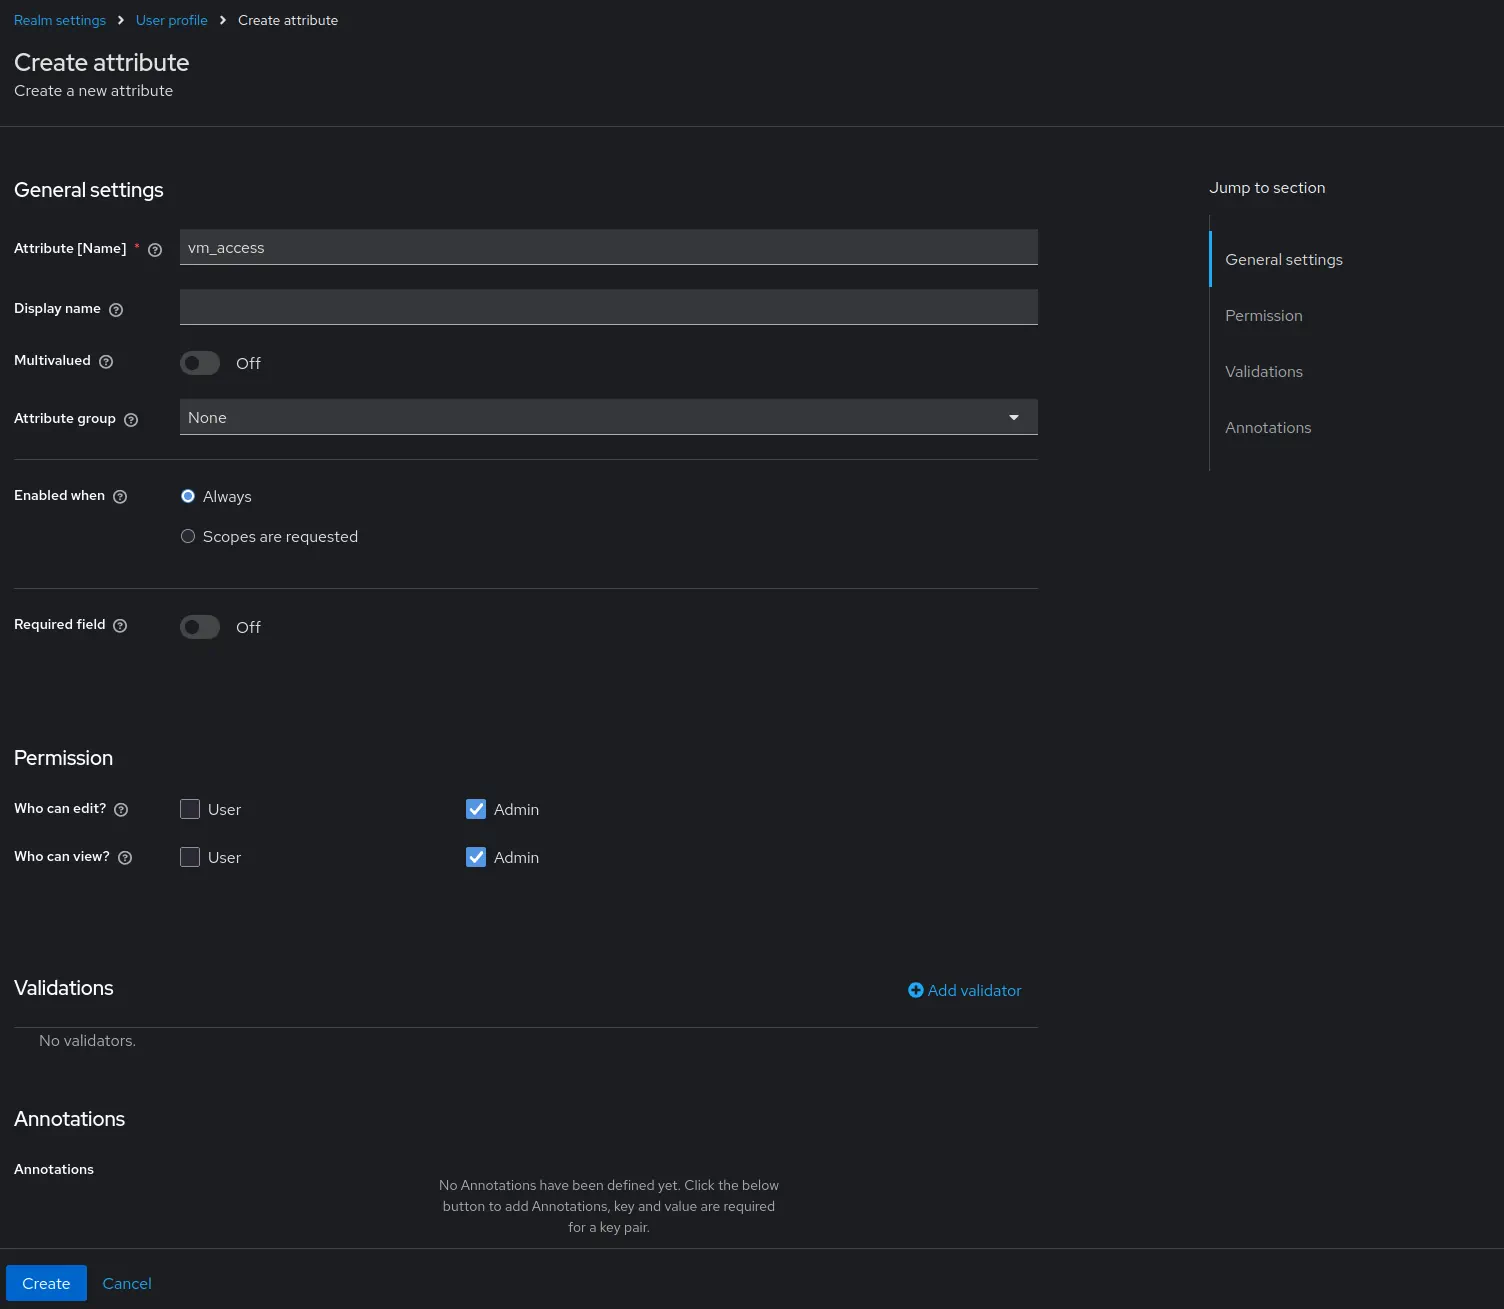 Realm settings > User profile > Create attribute
Create attribute
Create a new attribute
General settings
Jump to section
General settings
Permission
Validations
Annotations
Attribute [Name] *
vm_access
Display name
Multivalued
Off
Attribute group
None
Enabled when
Always
Scopes are requested
Required field
Off
Permission
Who can edit?
User
Admin
Who can view?
User
Admin
Validations
Add validator
No validators.
Annotations
Annotations
No Annotations have been defined yet. Click the below
button to add Annotations, key and value are required
for a key pair.
Create
Cancel